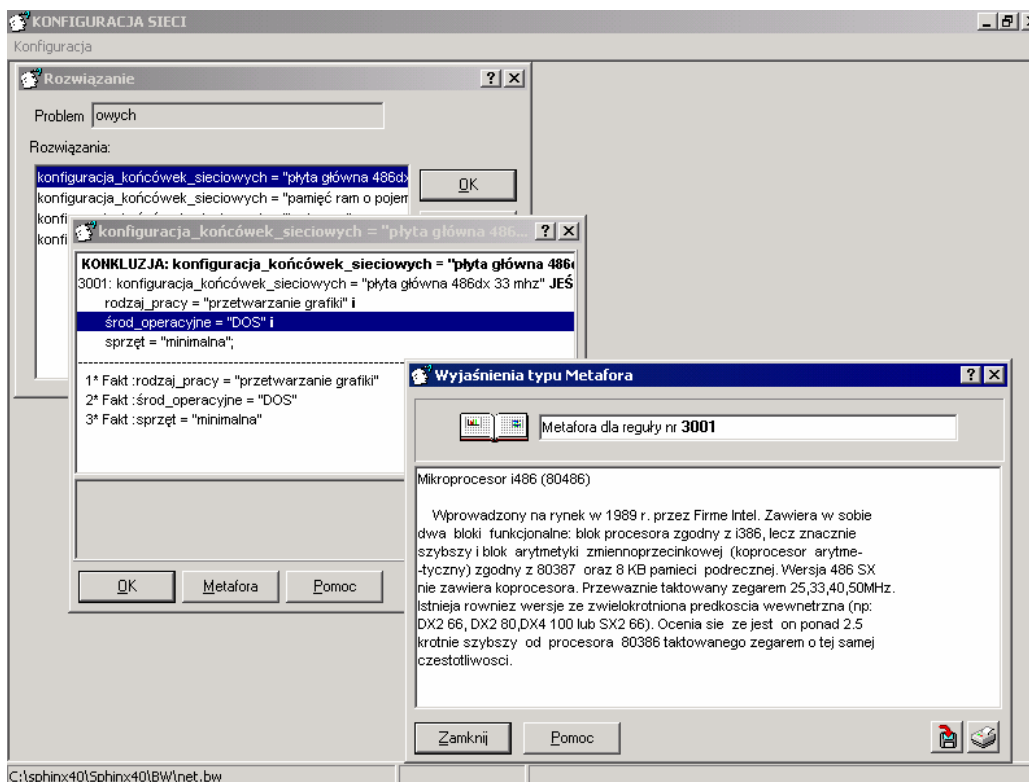 KONFIGURACJA SIECI
Konfiguracja
Rozwiązanie
Problem owych
Rozwiązania:
konfiguracja_końcówek_sieciowych = "płyta główna 486dx
konfiguracja_końcówek_sieciowych = "pamięć ram o pojem
konfi
konfi
OK
konfiguracja_końcówek_sieciowych = "płyta główna 486...
KONKLUZJA: konfiguracja_końcówek_sieciowych = "płyta główna 486
3001: konfiguracja_końcówek_sieciowych = "płyta główna 486dx 33 mhz" JEŚ
rodzaj_pracy = "przetwarzanie grafiki" i
środ_operacyjne = "DOS" i
sprzęt = "minimalna";
1* Fakt :rodzaj_pracy = "przetwarzanie grafiki"
2* Fakt :środ_operacyjne = "DOS"
3* Fakt :sprzęt = "minimalna"
OK Metafora Pomoc
Wyjaśnienia typu Metafora
Metafora dla reguły nr 3001
Mikroprocesor i486 (80486)
Wprowadzony na rynek w 1989 r. przez Firme Intel. Zawiera w sobie
dwa bloki funkcjonalne: blok procesora zgodny z i386, lecz znacznie
szybszy i blok arytmetyki zmiennoprzecinkowej (koprocesor arytme-
-tyczny) zgodny z 80387 oraz 8 KB pamieci podrecznej. Wersja 486 SX
nie zawiera koprocesora. Przewaznie taktowany zegarem 25,33,40,50MHz.
Istnieja rowniez wersje ze zwielokrotniona predkoscia wewnetrzna (np:
DX2 66, DX2 80,DX4 100 lub SX2 66). Ocenia sie ze jest on ponad 2.5
krotnie szybszy od procesora 80386 taktowanego zegarem o tej samej
czestotliwosci.
Zamknij Pomoc
C:\sphinx40\Sphinx40\BW\net.bw